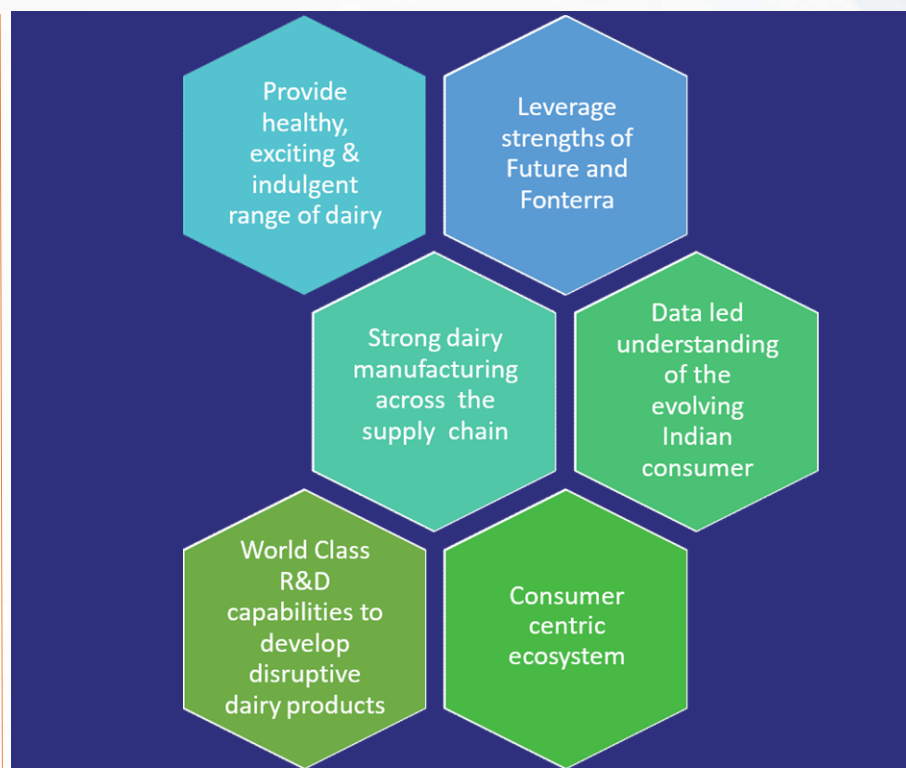 Provide
healthy,
exciting &
indulgent
range of dairy
Leverage
strengths of
Future and
Fonterra
Strong dairy
manufacturing
across the
supply chain
Data led
understanding
of the
evolving
Indian
consumer
World Class
R&D
capabilities to
develop
disruptive
dairy products
Consumer
centric
ecosystem